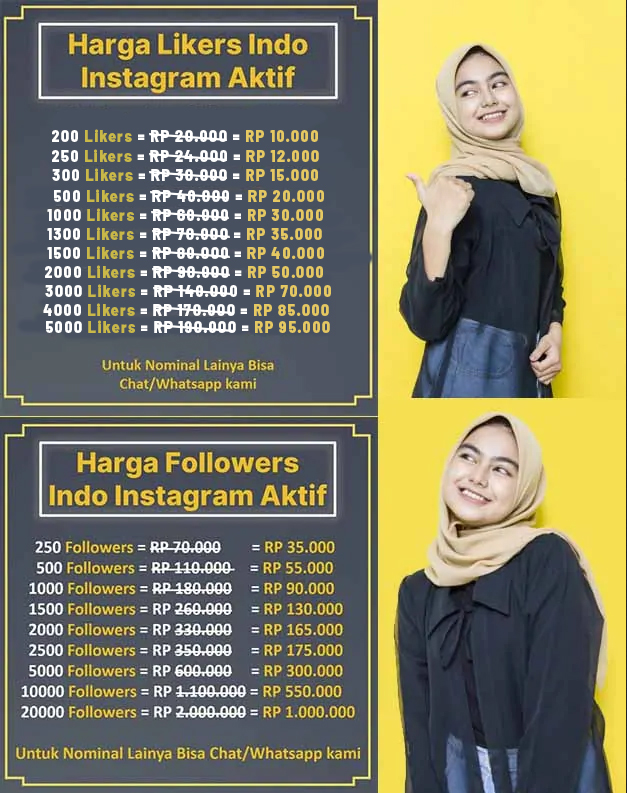 Harga Likers Indo
Instagram Aktif
200 Likers = RP 20.000 = RP 10.000
250 Likers = RP 24.000 = RP 12.000
300 Likers = RP 30.000 = RP 15.000
500 Likers = RP 40.000 = RP 20.000
1000 Likers = RP 60.000 = RP 30.000
1300 Likers = RP 70.000 = RP 35.000
1500 Likers = RP 80.000 = RP 40.000
2000 Likers = RP 90.000 = RP 50.000
3000 Likers = RP 140.000 = RP 70.000
4000 Likers = RP 170.000 = RP 85.000
5000 Likers = RP 190.000 = RP 95.000
Untuk Nominal Lainya Bisa
Chat/Whatsapp kami
Harga Followers
Indo Instagram Aktif
250 Followers = RP 70.000 = RP 35.000
500 Followers = RP 110.000 = RP 55.000
1000 Followers = RP 180.000 = RP 90.000
1500 Followers = RP 260.000 = RP 130.000
2000 Followers = RP 330.000 = RP 165.000
2500 Followers = RP 350.000 = RP 175.000
5000 Followers = RP 600.000 = RP 300.000
10000 Followers = RP 1.100.000 = RP 550.000
20000 Followers = RP 2.000.000 = RP 1.000.000
Untuk Nominal Lainya Bisa Chat/Whatsapp kami